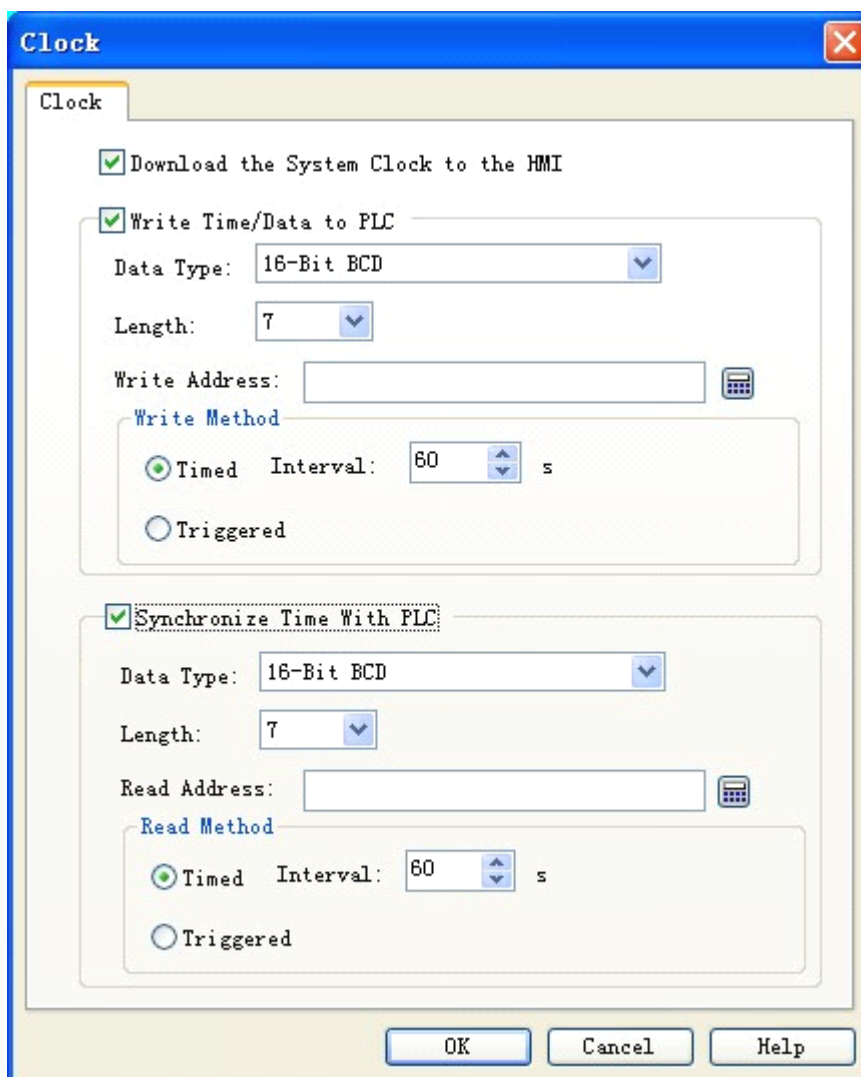 Clock
Clock
Download the System Clock to the HMI
Write Time/Data to PLC
Data Type: 16-Bit BCD
Length: 7
Write Address:
Write Method
Timed Interval: 60 s
Triggered
Synchronize Time With PLC
Data Type: 16-Bit BCD
Length: 7
Read Address:
Read Method
Timed Interval: 60 s
Triggered
OK Cancel Help